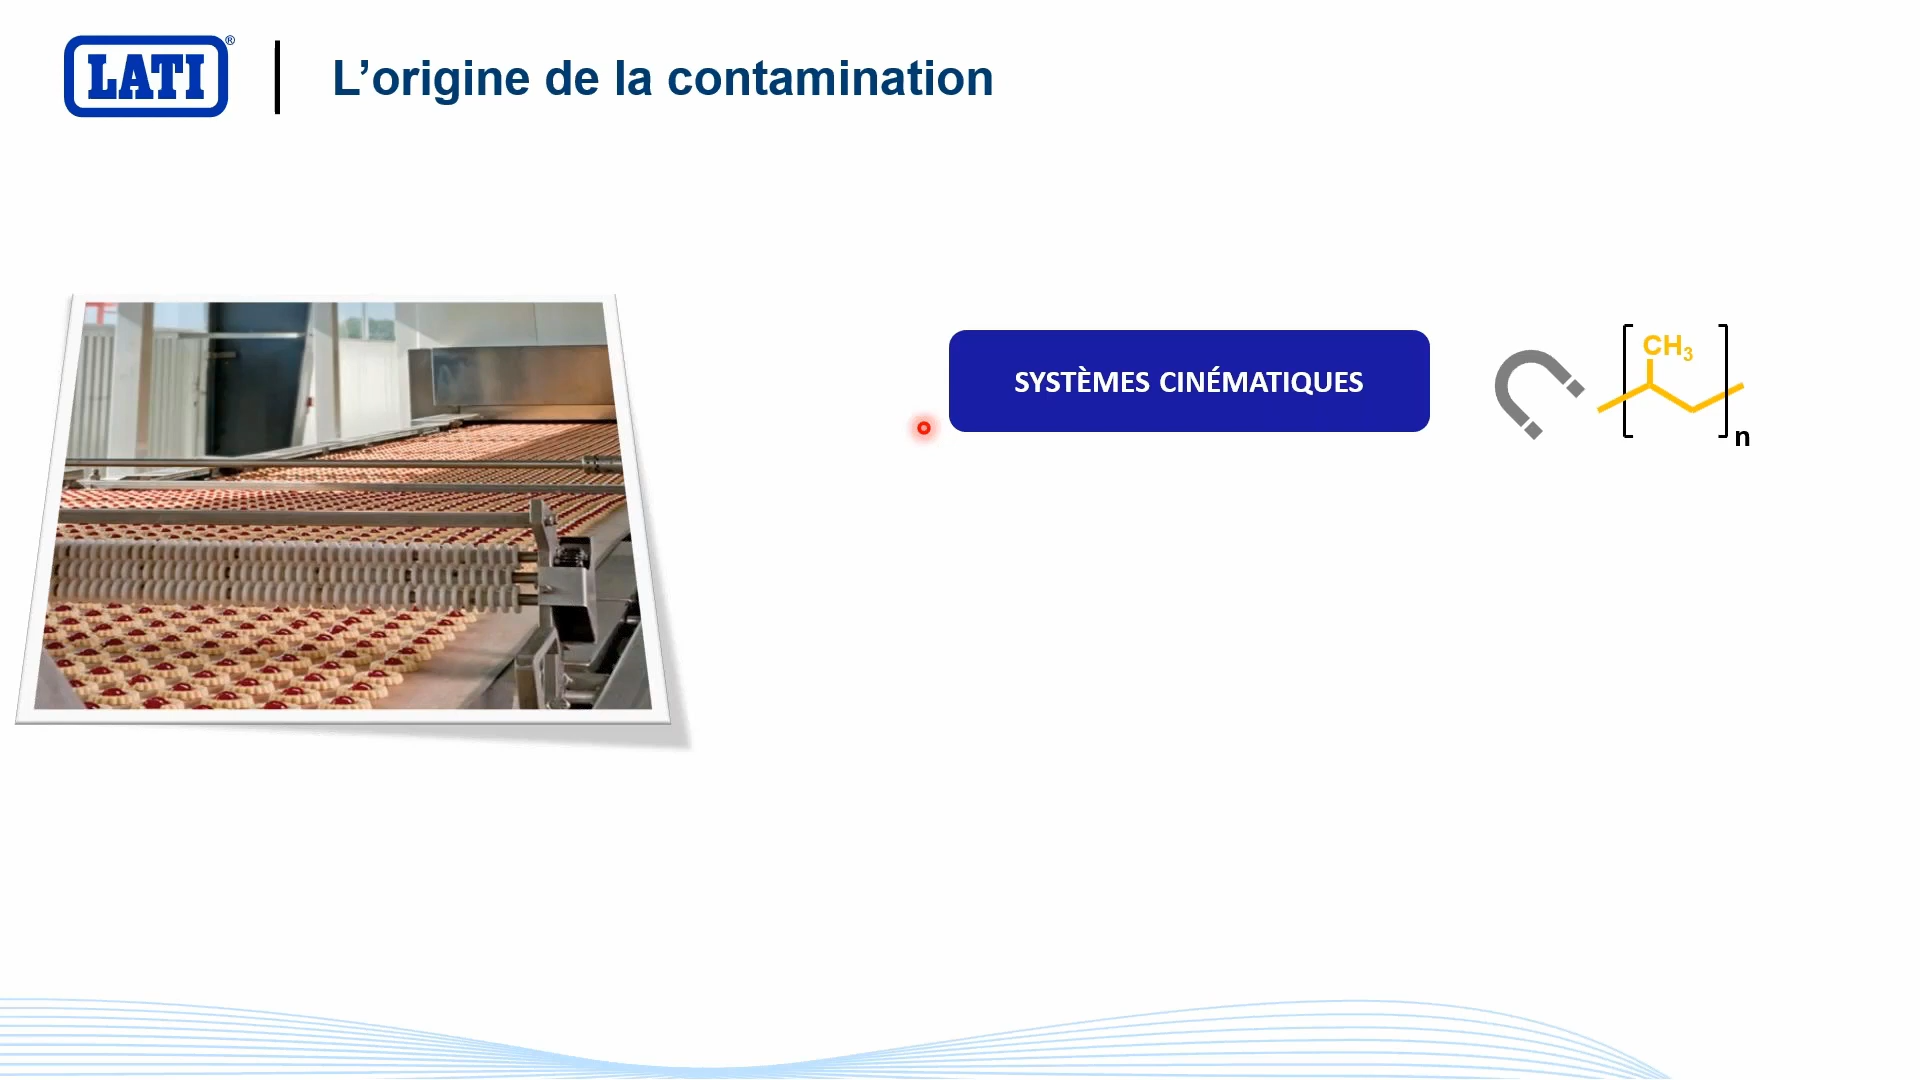 LATI®
L’origine de la contamination
SYSTÈMES CINÉMATIQUES
CH₃
n